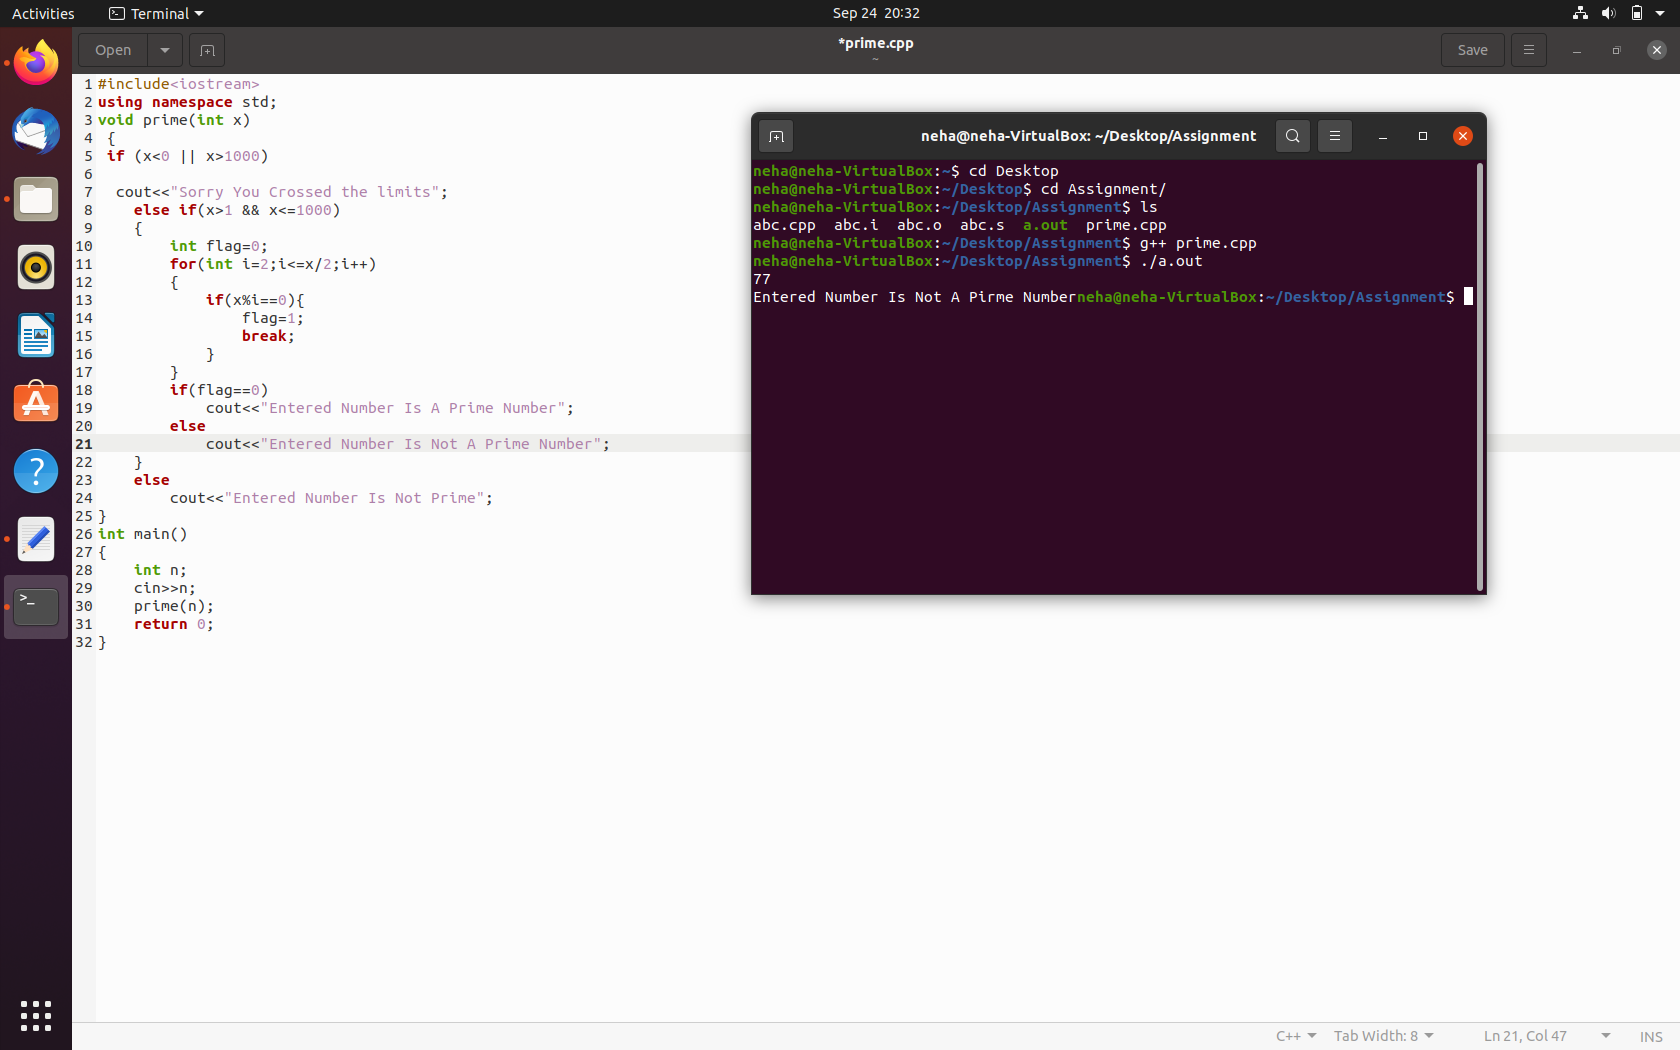 Activities
Terminal
Sep 24 20:32
Open
*prime.cpp
~
Save
1 #include<iostream>
2 using namespace std;
3 void prime(int x)
4 {
5 if (x<0 || x>1000)
6
7 cout<<"Sorry You Crossed the limits";
8 else if(x>1 && x<=1000)
9 {
10 int flag=0;
11 for(int i=2;i<=x/2;i++)
12 {
13 if(x%i==0){
14 flag=1;
15 break;
16 }
17 }
18 if(flag==0)
19 cout<<"Entered Number Is A Prime Number";
20 else
21 cout<<"Entered Number Is Not A Prime Number";
22 }
23 else
24 cout<<"Entered Number Is Not Prime";
25 }
26 int main()
27 {
28 int n;
29 cin>>n;
30 prime(n);
31 return 0;
32 }
neha@neha-VirtualBox: ~/Desktop/Assignment
neha@neha-VirtualBox:~$ cd Desktop
neha@neha-VirtualBox:~/Desktop$ cd Assignment/
neha@neha-VirtualBox:~/Desktop/Assignment$ ls
abc.cpp abc.i abc.o abc.s a.out prime.cpp
neha@neha-VirtualBox:~/Desktop/Assignment$ g++ prime.cpp
neha@neha-VirtualBox:~/Desktop/Assignment$ ./a.out
77
Entered Number Is Not A Pirme Numberneha@neha-VirtualBox:~/Desktop/Assignment$
C++
Tab Width: 8
Ln 21, Col 47
INS